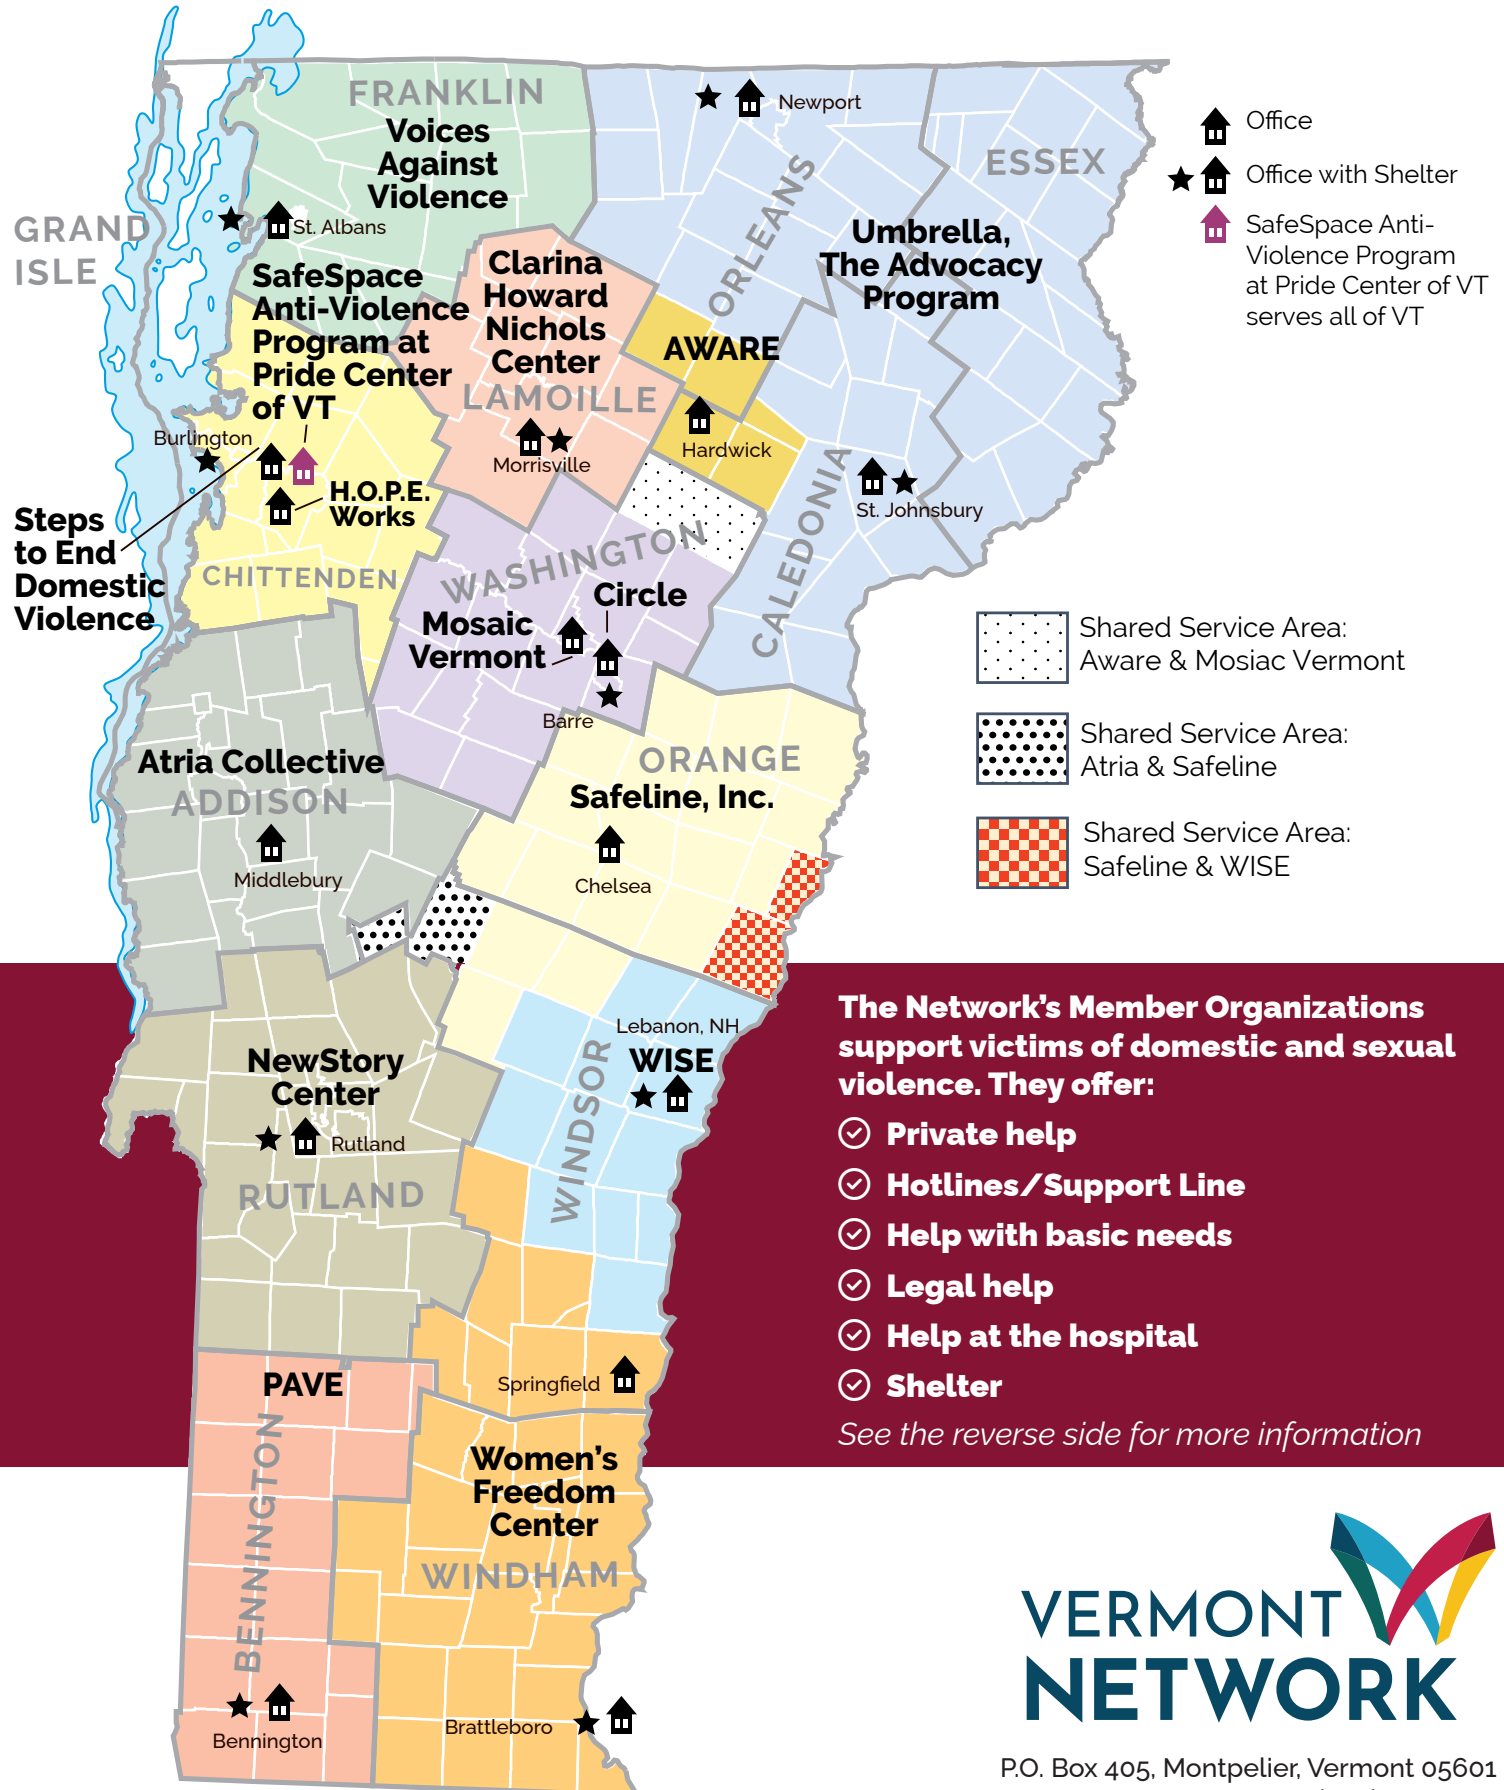 FRANKLIN
Voices
Against
Violence
Newport
ESSEX
Office
Office with Shelter
SafeSpace Anti-
Violence Program
at Pride Center of VT
serves all of VT
GRAND
ISLE
St. Albans
ORLEANS
Umbrella,
The Advocacy
Program
SafeSpace
Anti-Violence
Program at
Pride Center
of VT
Clarina
Howard
Nichols
Center
LAMOILLE
Morrisville
AWARE
Hardwick
Burlington
H.O.P.E.
Works
Steps
to End
Domestic
Violence
CHITTENDEN
St. Johnsbury
CALEDONIA
WASHINGTON
Circle
Mosaic
Vermont
Barre
Shared Service Area:
Aware & Mosiac Vermont
Shared Service Area:
Atria & Safeline
Shared Service Area:
Safeline & WISE
Atria Collective
ADDISON
Middlebury
ORANGE
Safeline, Inc.
Chelsea
Lebanon, NH
WISE
WINDSOR
NewStory
Center
Rutland
RUTLAND
The Network's Member Organizations
support victims of domestic and sexual
violence. They offer:
Private help
Hotlines/Support Line
Help with basic needs
Legal help
Help at the hospital
Shelter
See the reverse side for more information
Springfield
PAVE
BENNINGTON
Bennington
Women's
Freedom
Center
WINDHAM
Brattleboro
VERMONT
NETWORK
P.O. Box 405, Montpelier, Vermont 05601